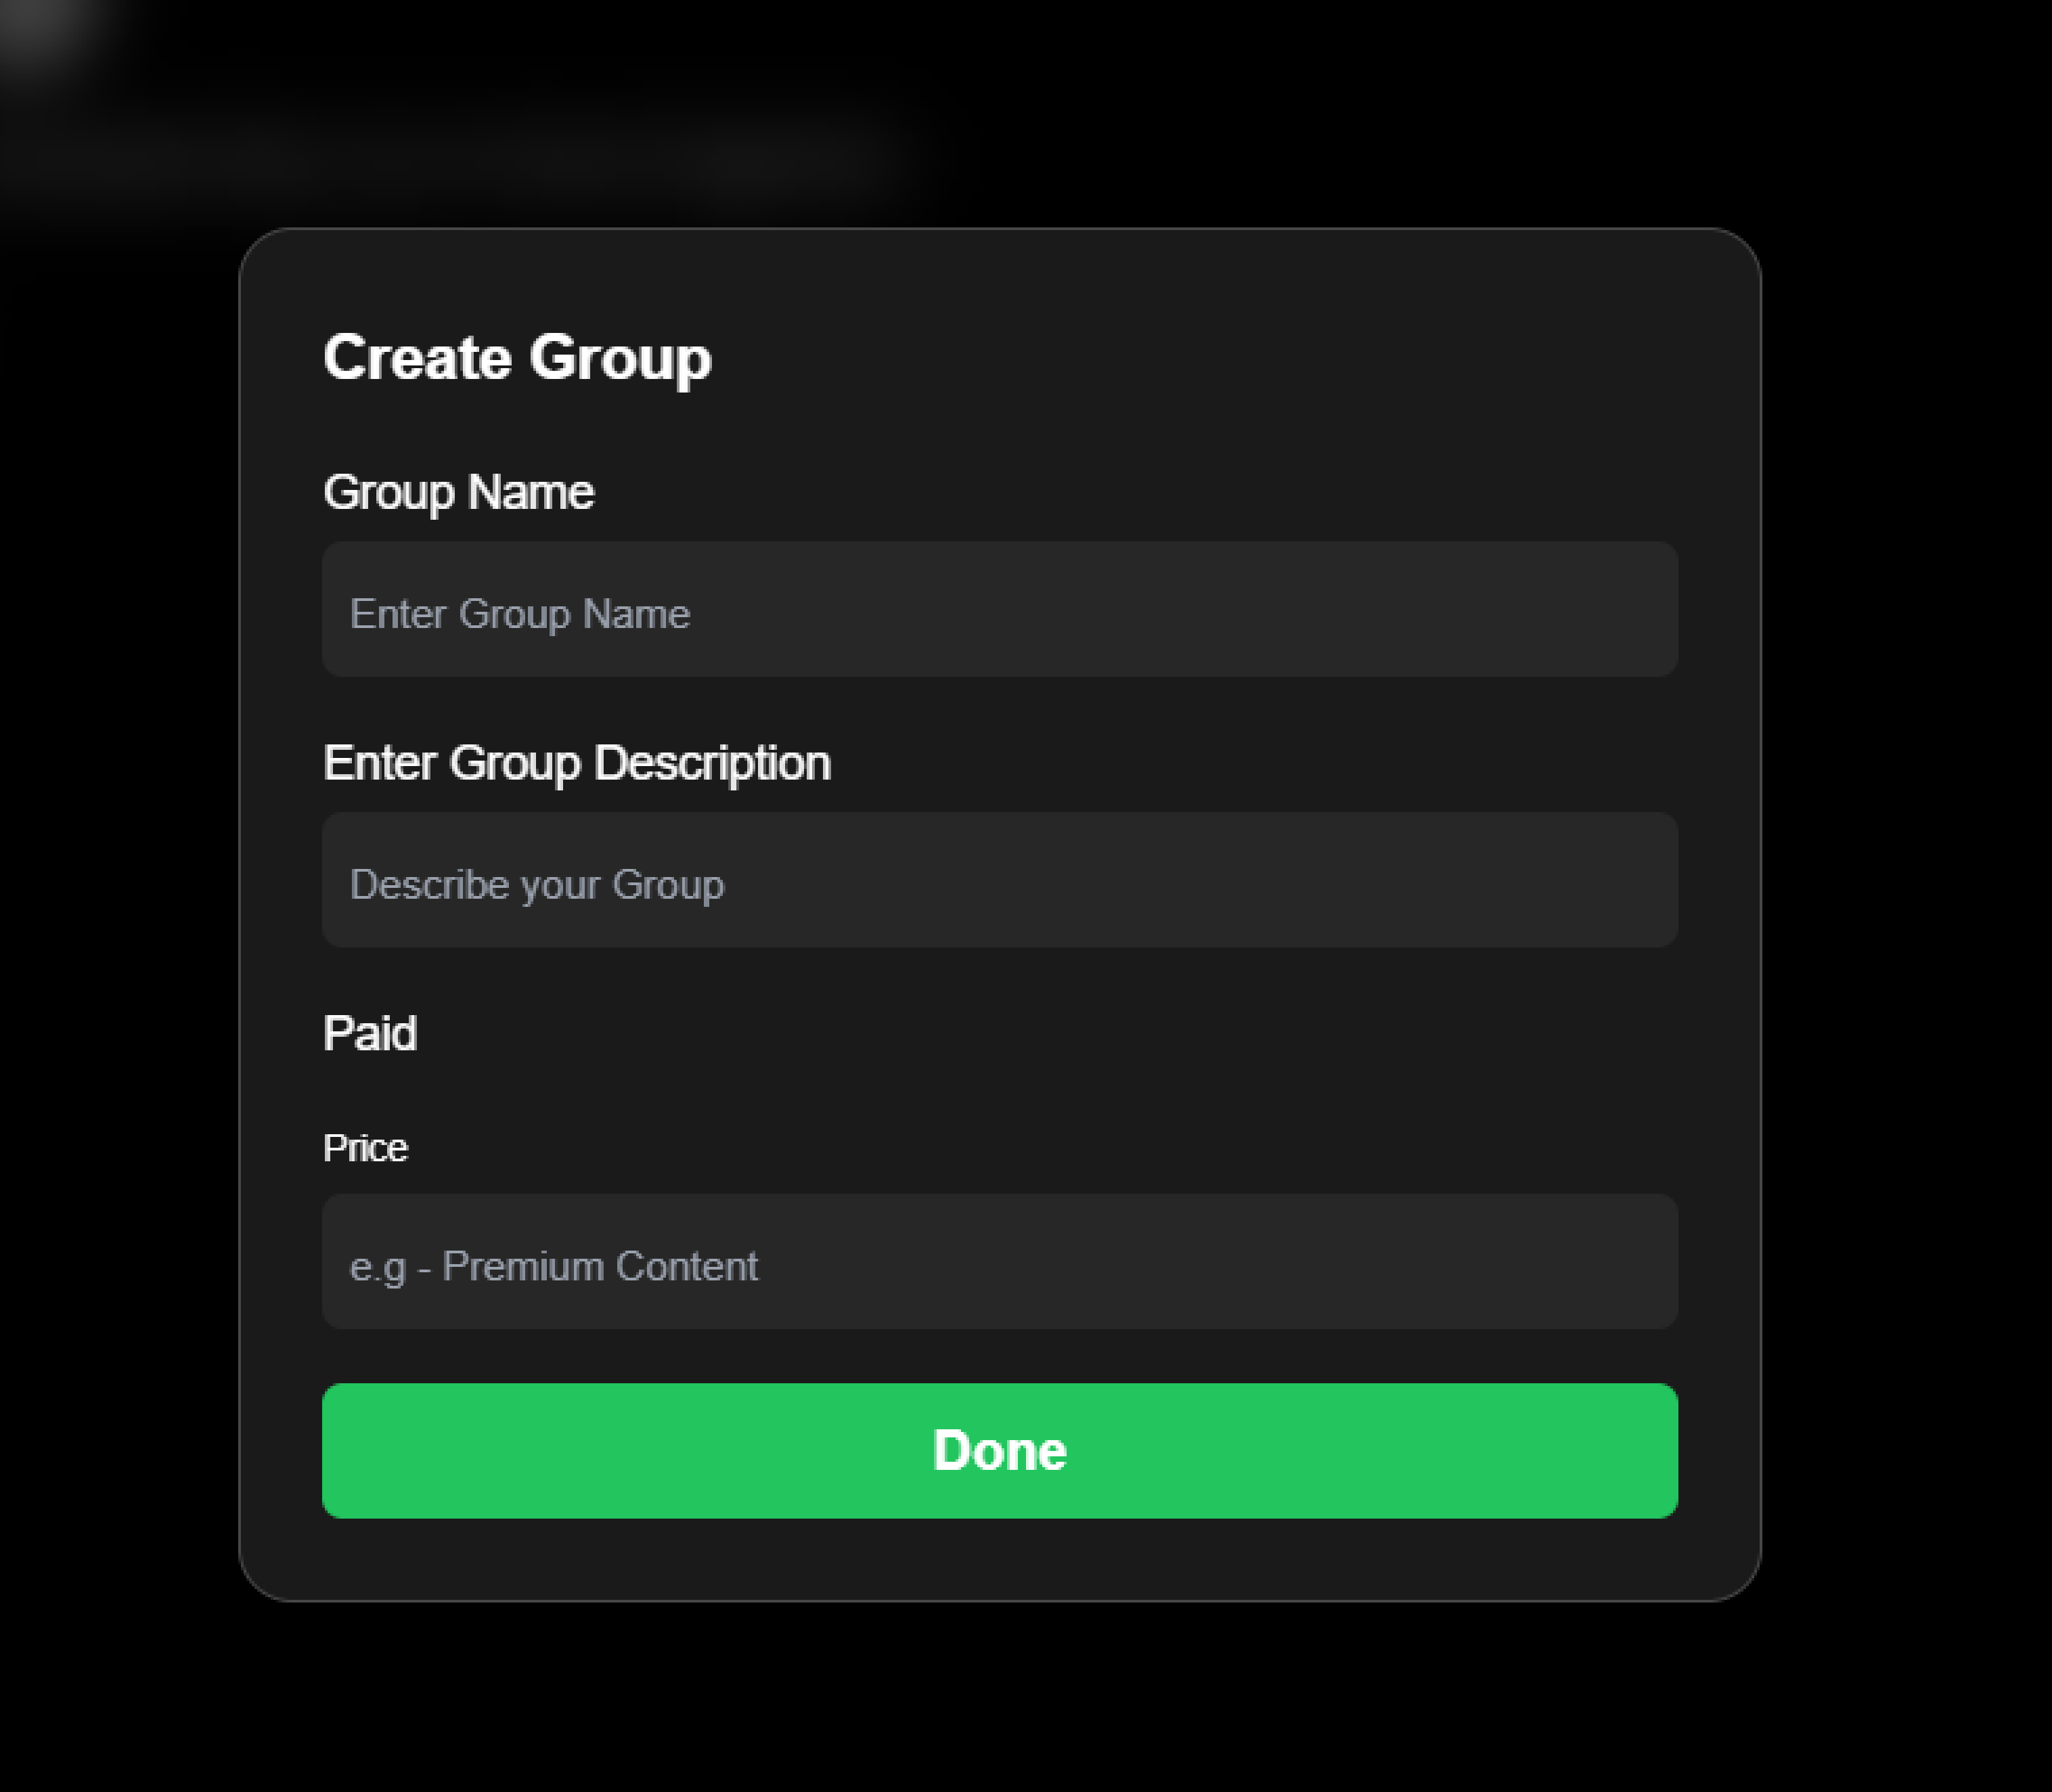 Create Group
Group Name
Enter Group Name
Enter Group Description
Describe your Group
Paid
Price
e.g - Premium Content
Done